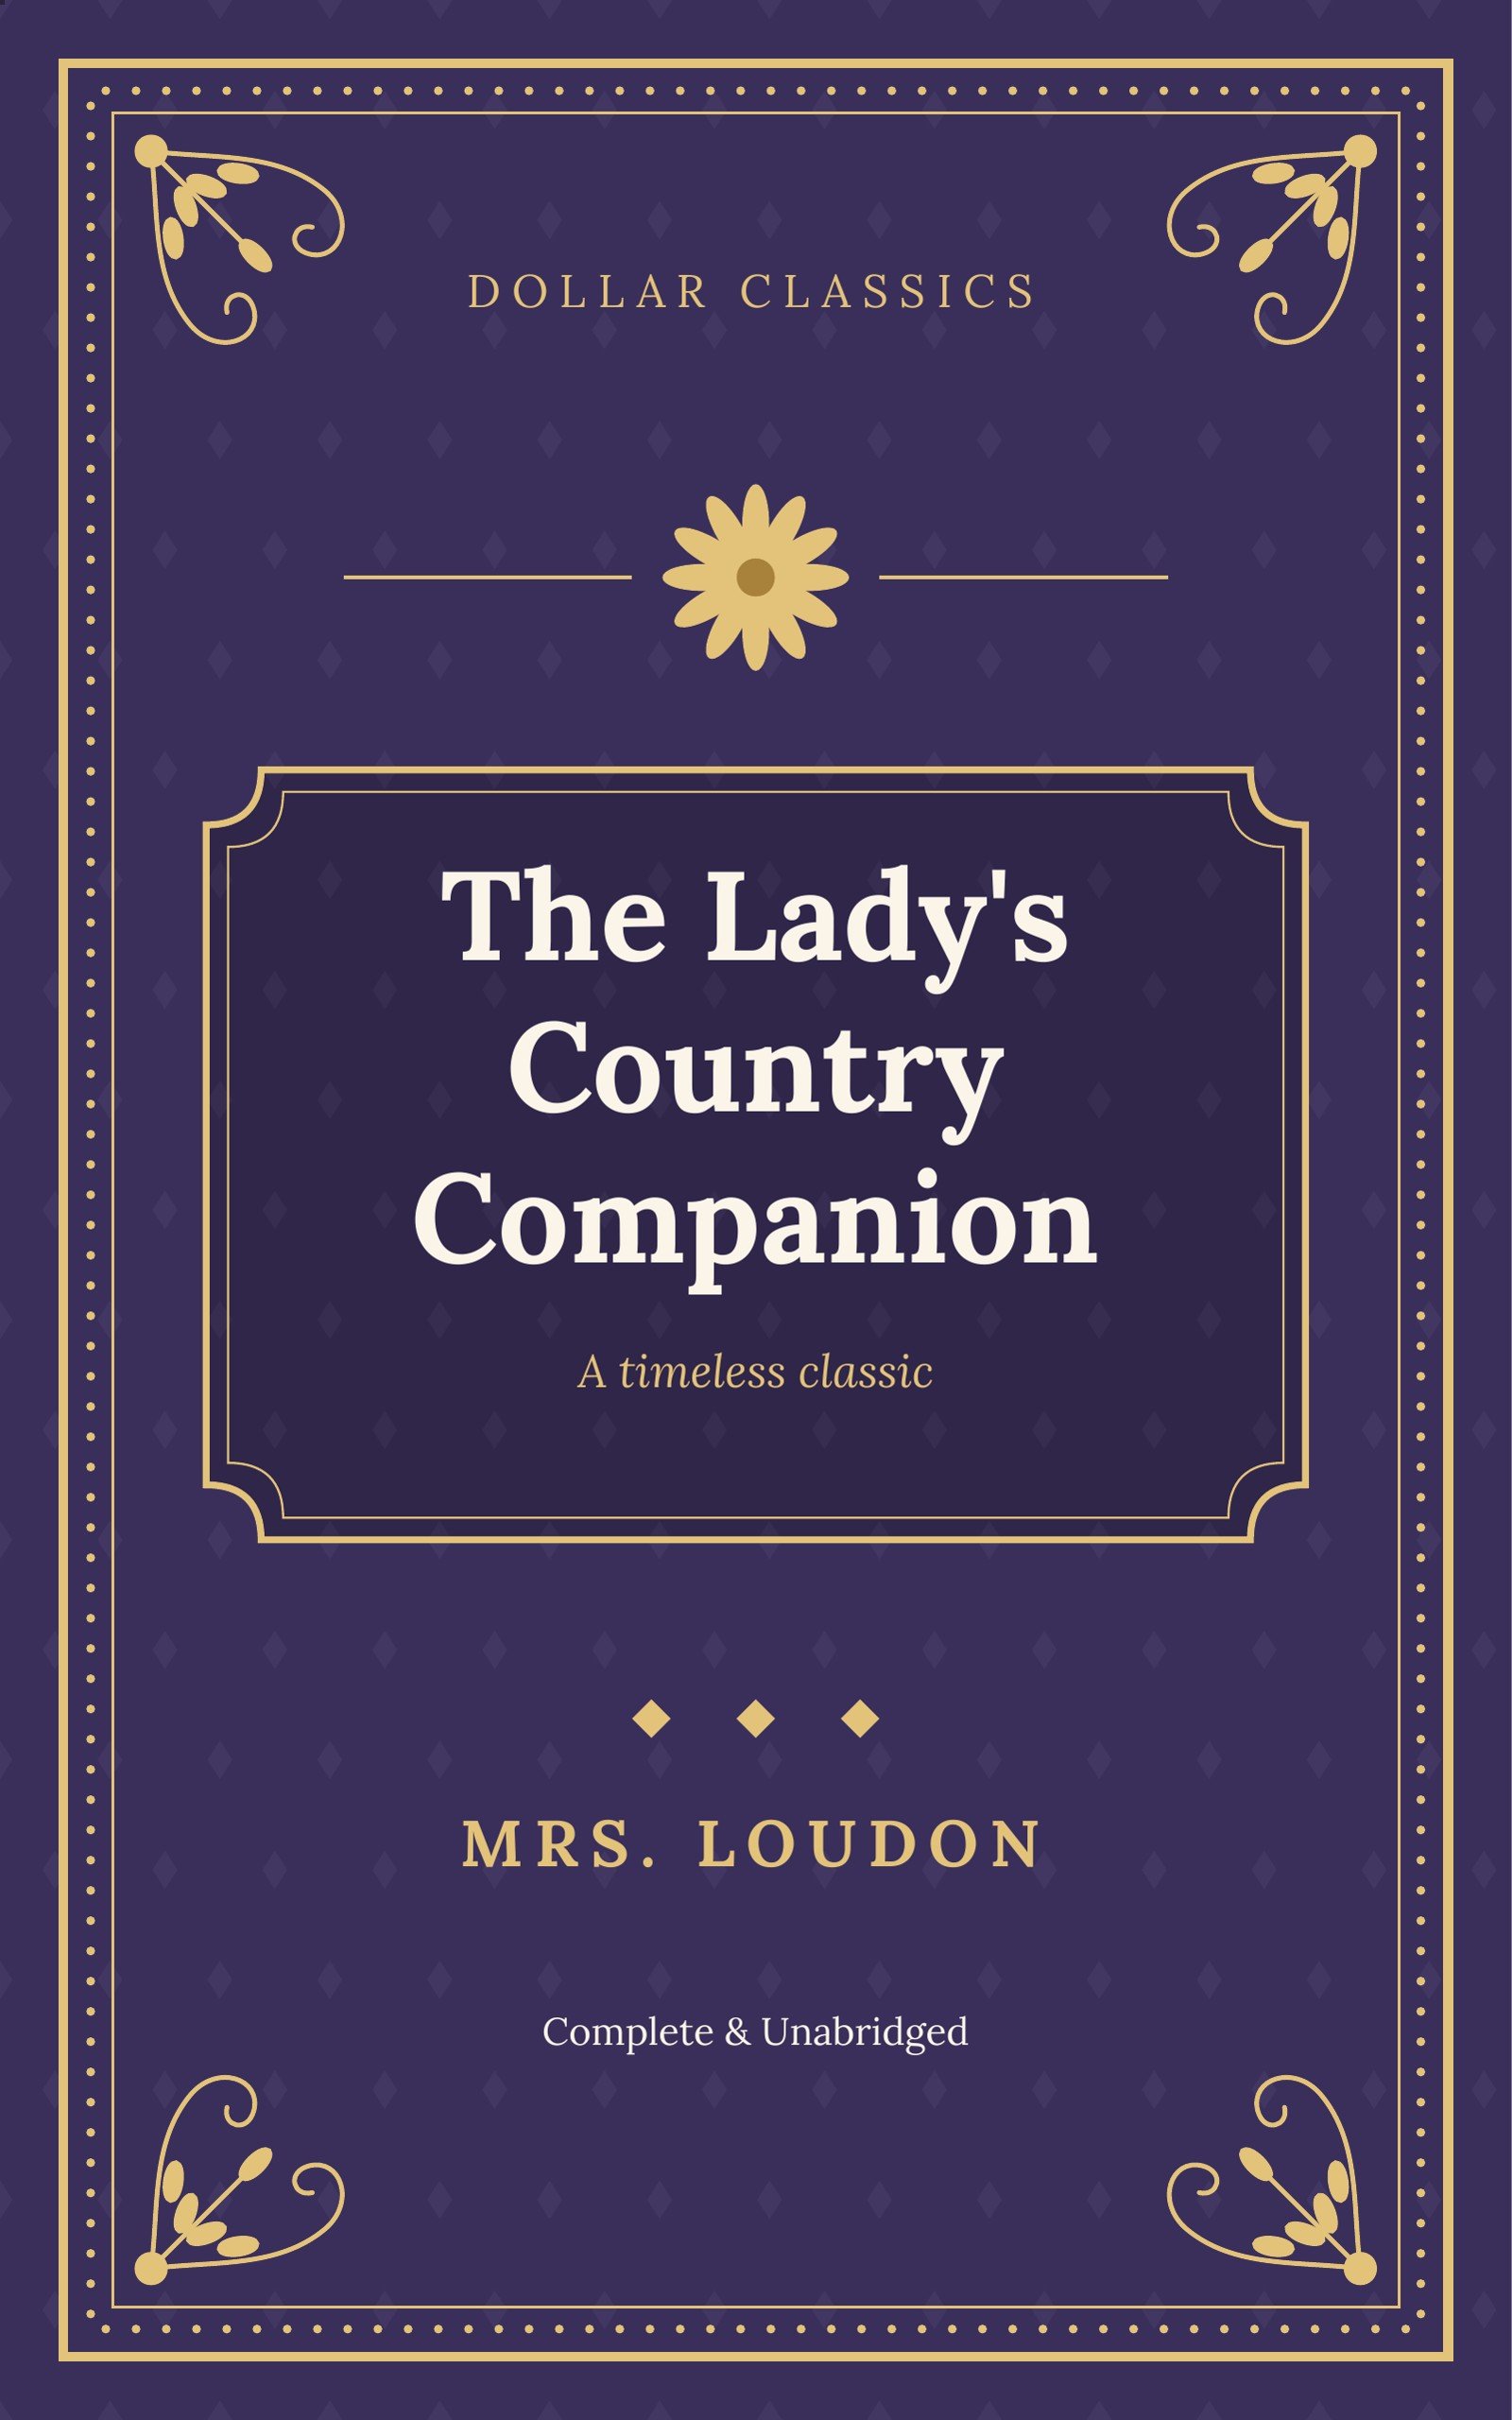 DOLLAR CLASSICS
The Lady's
Country
Companion
A timeless classic
MRS. LOUDON
Complete & Unabridged